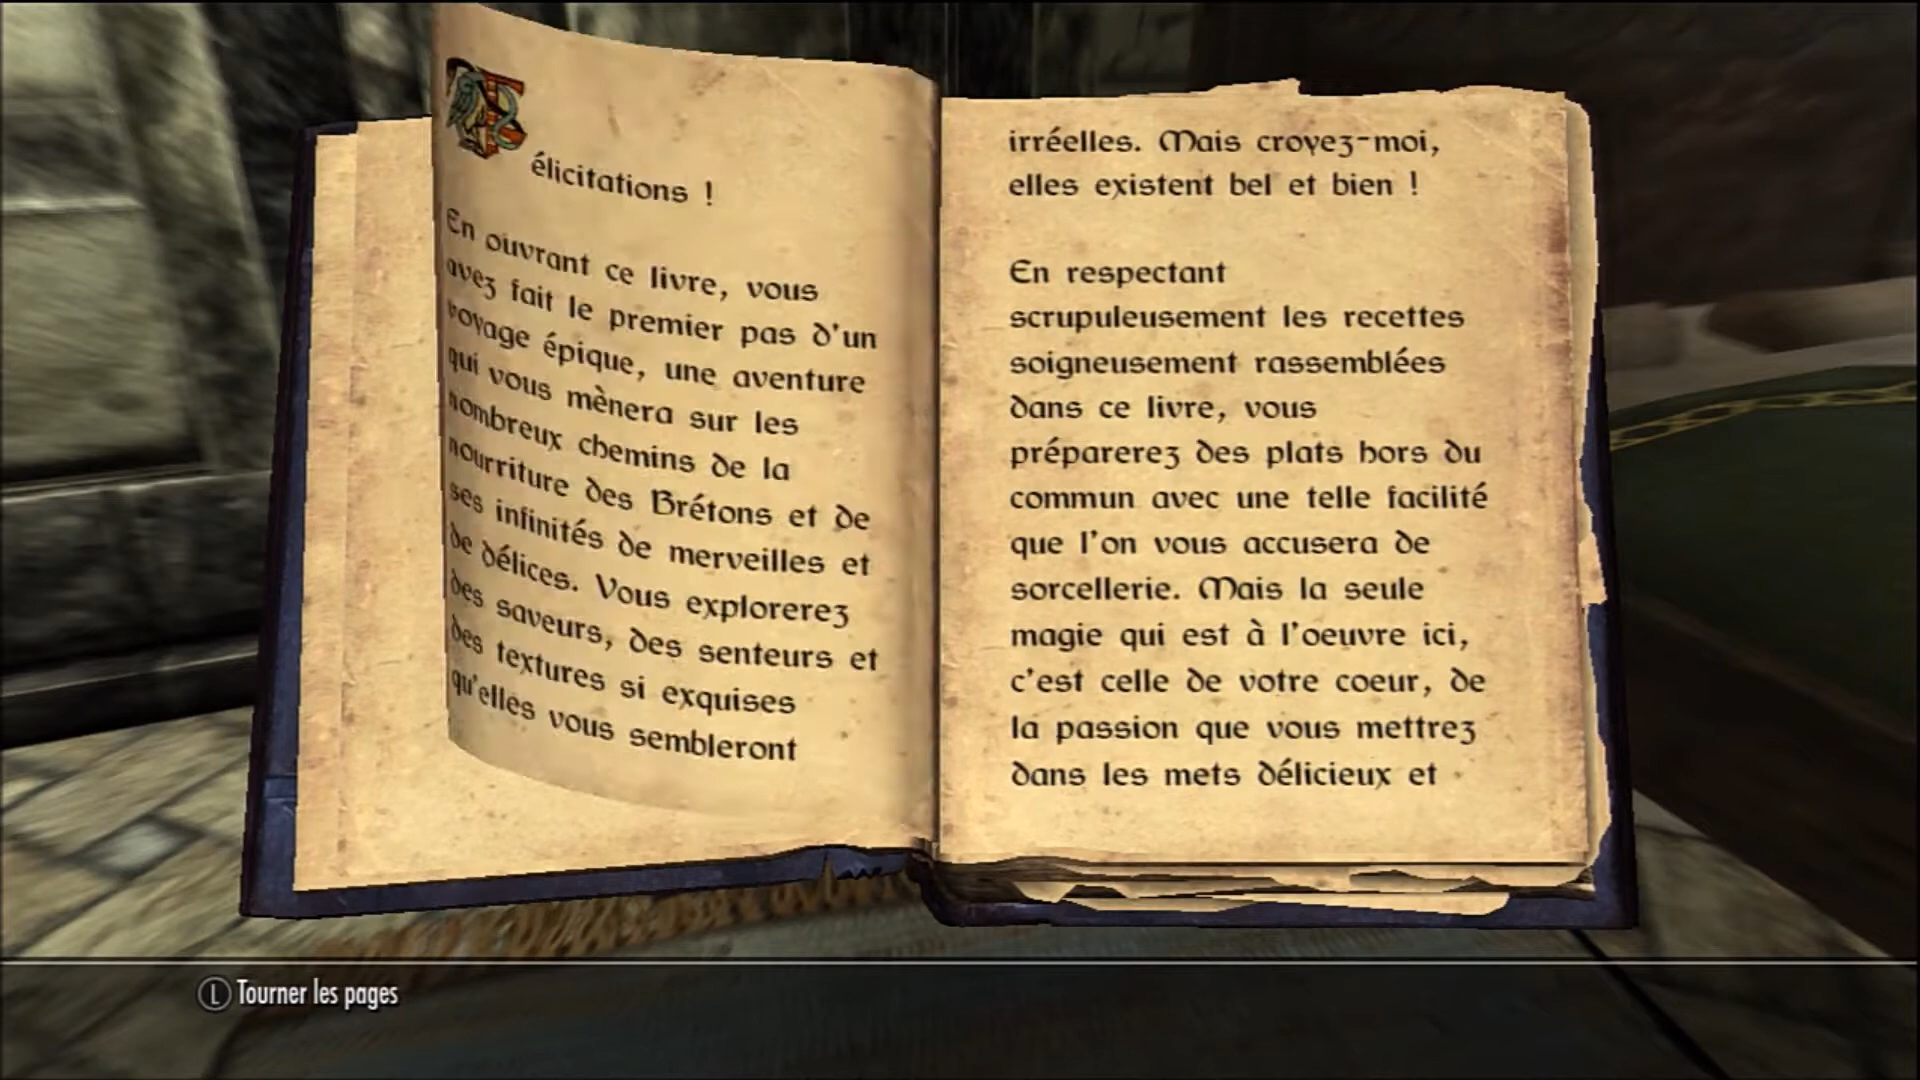 Félicitations !
En ouvrant ce livre, vous
avez fait le premier pas d'un
voyage épique, une aventure
qui vous mènera sur les
nombreux chemins de la
nourriture des Brétons et de
ses infinités de merveilles et
de délices. Vous explorerez
des saveurs, des senteurs et
des textures si exquises
qu'elles vous sembleront
irréelles. Mais croyez-moi,
elles existent bel et bien !
En respectant
scrupuleusement les recettes
soigneusement rassemblées
dans ce livre, vous
préparerez des plats hors du
commun avec une telle facilité
que l'on vous accusera de
sorcellerie. Mais la seule
magie qui est à l'oeuvre ici,
c'est celle de votre coeur, de
la passion que vous mettrez
dans les mets délicieux et
L Tourner les pages